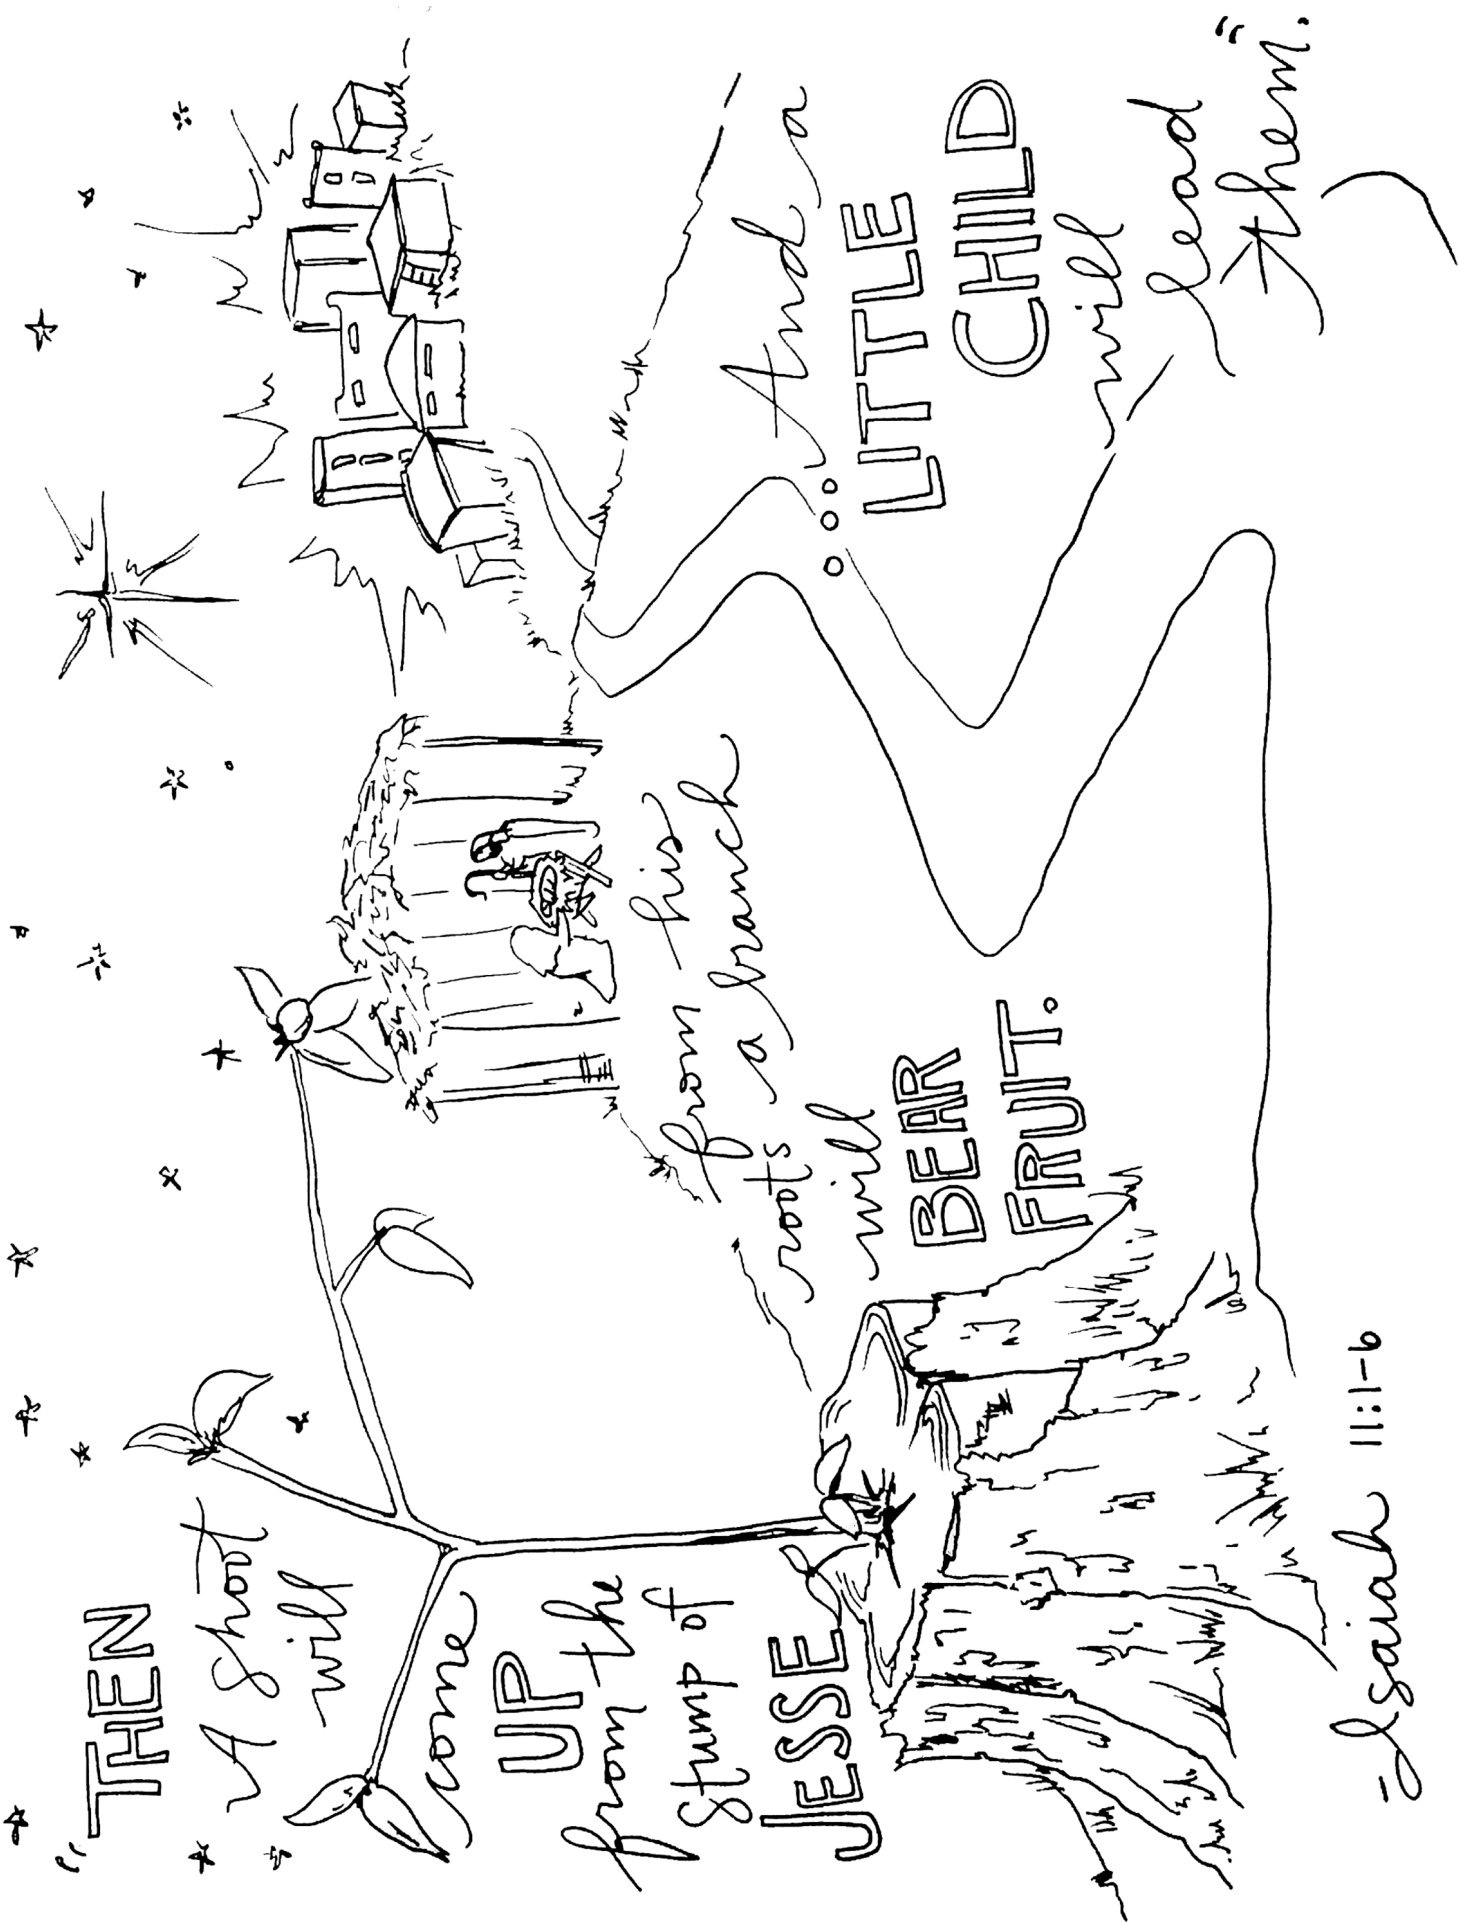 "THEN
A Shoot
will
come
UP
from the
Stump of
JESSE
from his
roots a branch
will
BEAR
FRUIT.
...And a
LITTLE
CHILD
will
lead
them."
-Isaiah 11:1-6